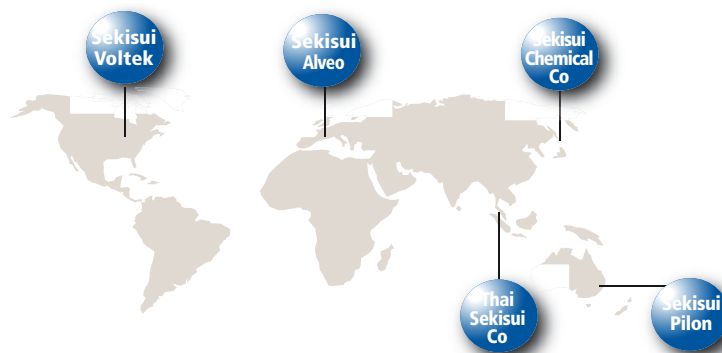 Sekisui
Voltek
Sekisui
Alveo
Sekisui
Chemical
Co
Thai
Sekisui
Co
Sekisui
Pilon